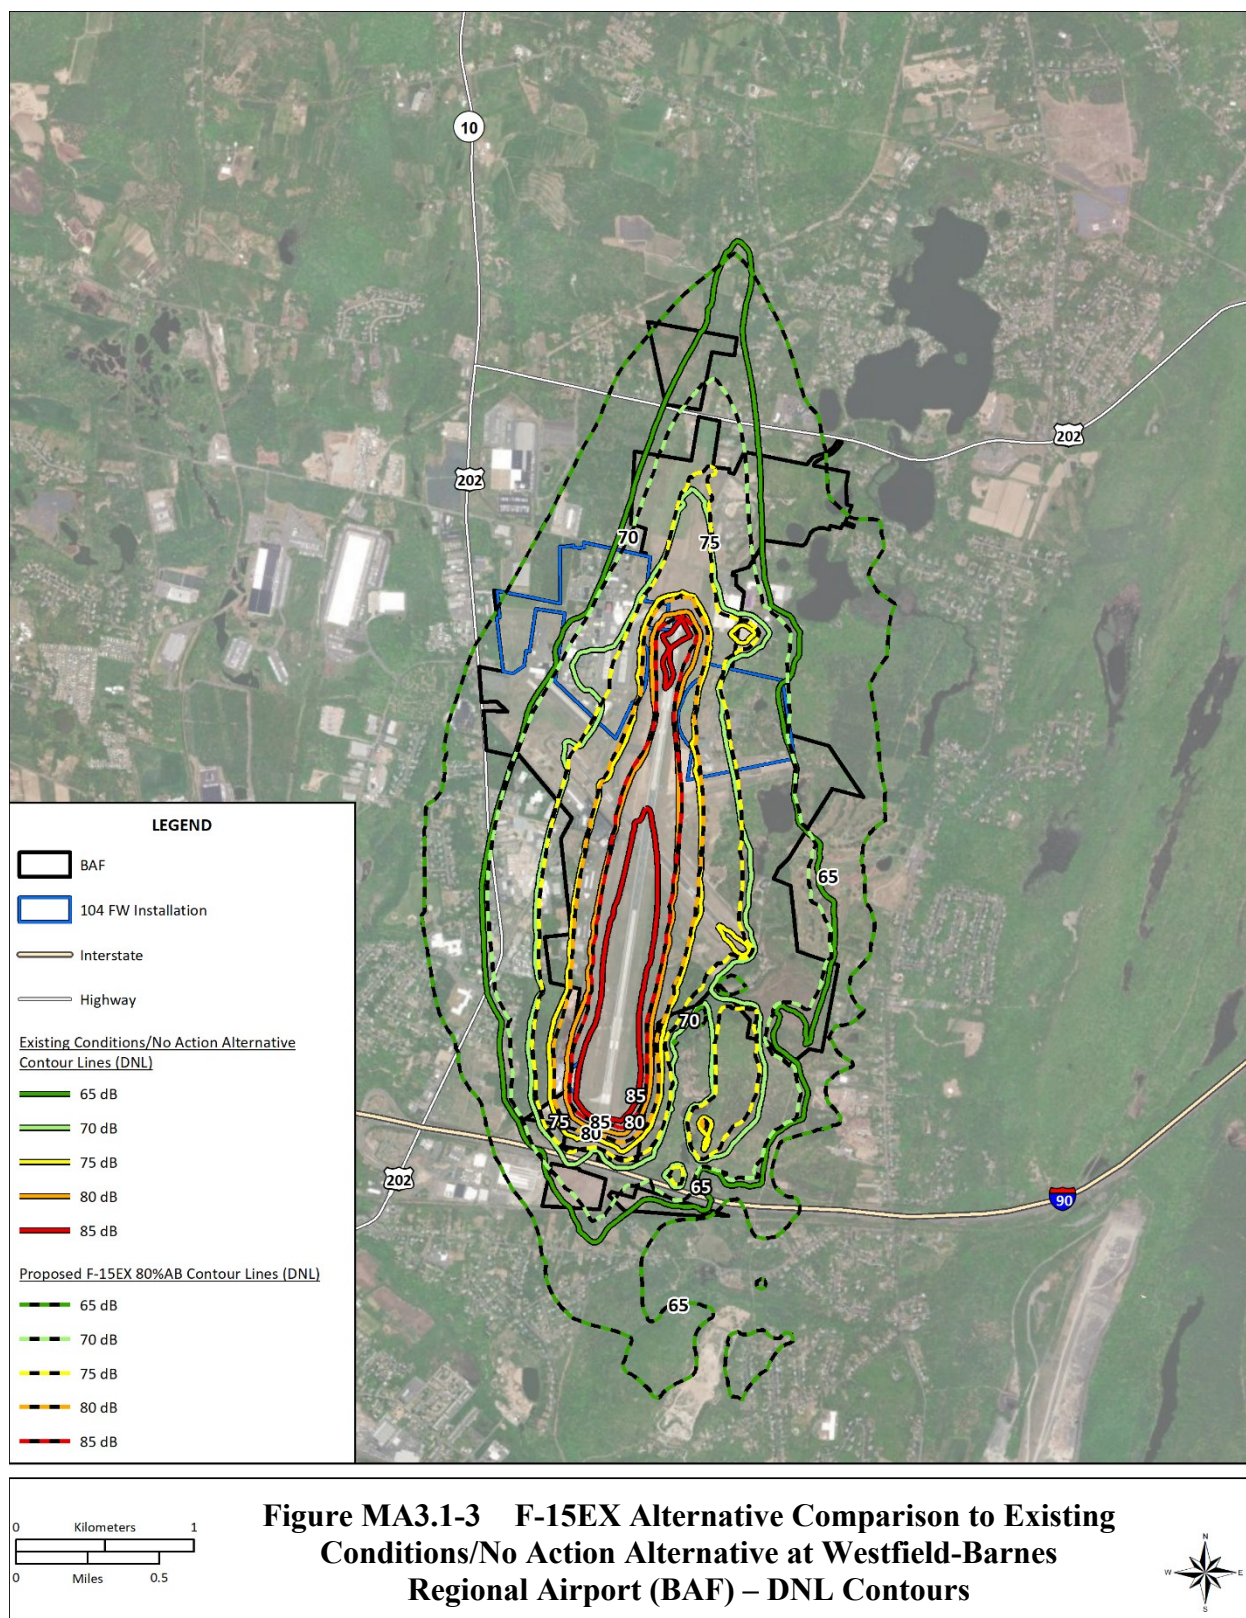 10
202
202
70
75
65
70
85
75
85
80
80
65
202
90
65
LEGEND
BAF
104 FW Installation
Interstate
Highway
Existing Conditions/No Action Alternative
Contour Lines (DNL)
65 dB
70 dB
75 dB
80 dB
85 dB
Proposed F-15EX 80%AB Contour Lines (DNL)
65 dB
70 dB
75 dB
80 dB
85 dB
0 Kilometers 1
0 Miles 0.5
Figure MA3.1-3 F-15EX Alternative Comparison to Existing
Conditions/No Action Alternative at Westfield-Barnes
Regional Airport (BAF) – DNL Contours
N
W E
S